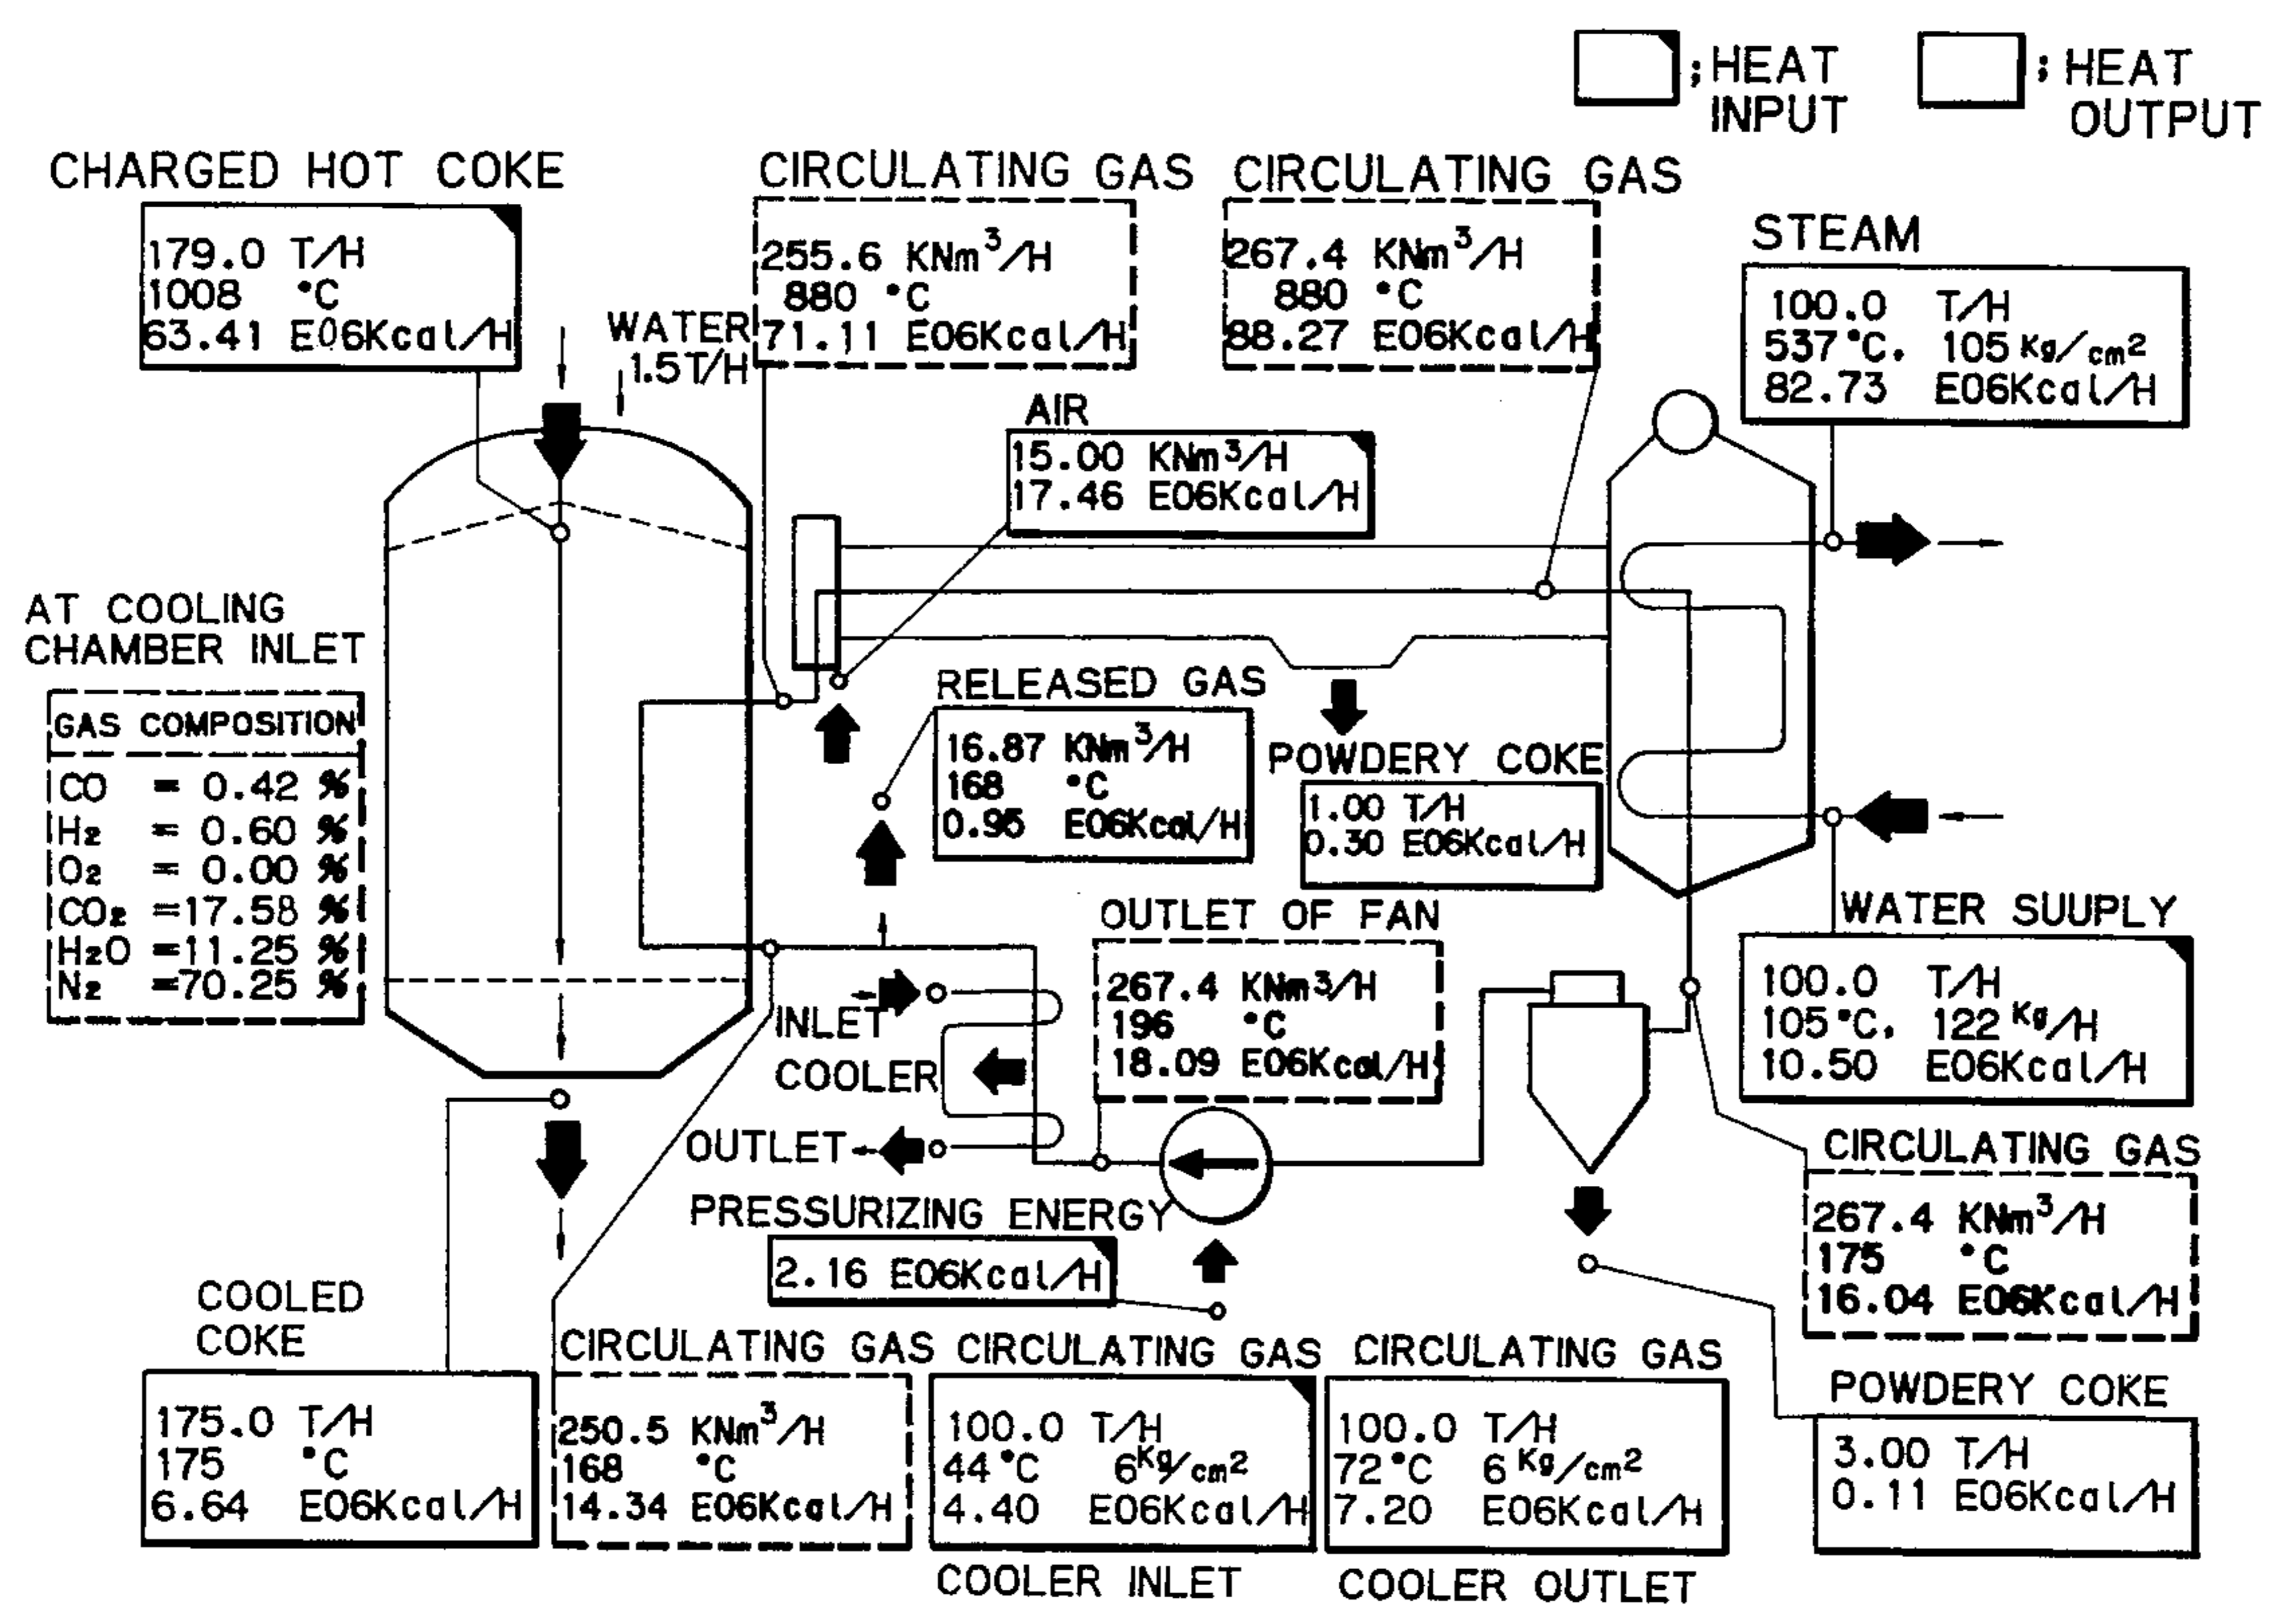 ;HEAT
INPUT
; HEAT
OUTPUT
CHARGED HOT COKE
179.0 T/H
1008 °C
63.41 E06Kcal/H
WATER
1.5T/H
CIRCULATING GAS
255.6 KNm³/H
880 °C
71.11 E06Kcal/H
CIRCULATING GAS
267.4 KNm³/H
880 °C
88.27 E06Kcal/H
STEAM
100.0 T/H
537°C. 105 Kg/cm²
82.73 E06Kcal/H
AIR
15.00 KNm³/H
17.46 E06Kcal/H
AT COOLING
CHAMBER INLET
GAS COMPOSITION
CO = 0.42 %
H₂ = 0.60 %
O₂ = 0.00 %
CO₂ =17.58 %
H₂O =11.25 %
N₂ =70.25 %
RELEASED GAS
16.87 KNm³/H
168 °C
0.95 E06Kcal/H
POWDERY COKE
1.00 T/H
0.30 E06Kcal/H
OUTLET OF FAN
267.4 KNm³/H
196 °C
18.09 E06Kcal/H
WATER SUUPLY
100.0 T/H
105°C. 122 Kg/H
10.50 E06Kcal/H
INLET
COOLER
OUTLET
PRESSURIZING ENERGY
2.16 E06Kcal/H
CIRCULATING GAS
267.4 KNm³/H
175 °C
16.04 E06Kcal/H
COOLED
COKE
175.0 T/H
175 °C
6.64 E06Kcal/H
CIRCULATING GAS
250.5 KNm³/H
168 °C
14.34 E06Kcal/H
CIRCULATING GAS
100.0 T/H
44°C 6Kg/cm²
4.40 E06Kcal/H
COOLER INLET
CIRCULATING GAS
100.0 T/H
72°C 6 Kg/cm²
7.20 E06Kcal/H
COOLER OUTLET
POWDERY COKE
3.00 T/H
0.11 E06Kcal/H